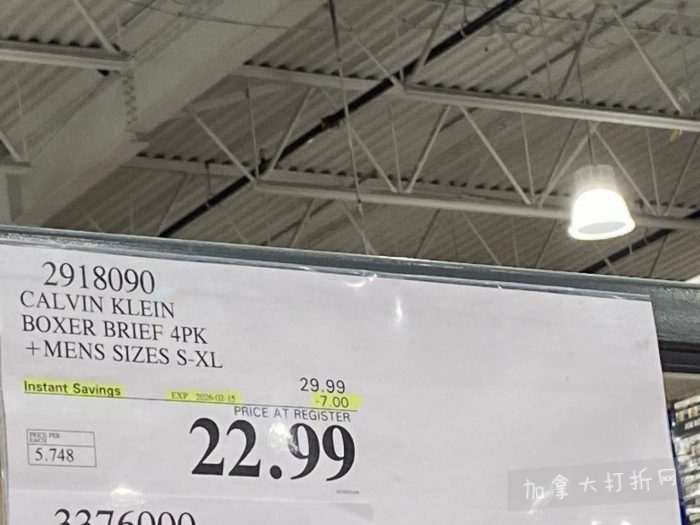 2918090
CALVIN KLEIN
BOXER BRIEF 4PK
+MENS SIZES S-XL
29.99
Instant Savings EXP 2026-02-15 -7.00
PRICE AT REGISTER
22.99
PRICE PER
EACH
5.748
3376000
加拿大打折网